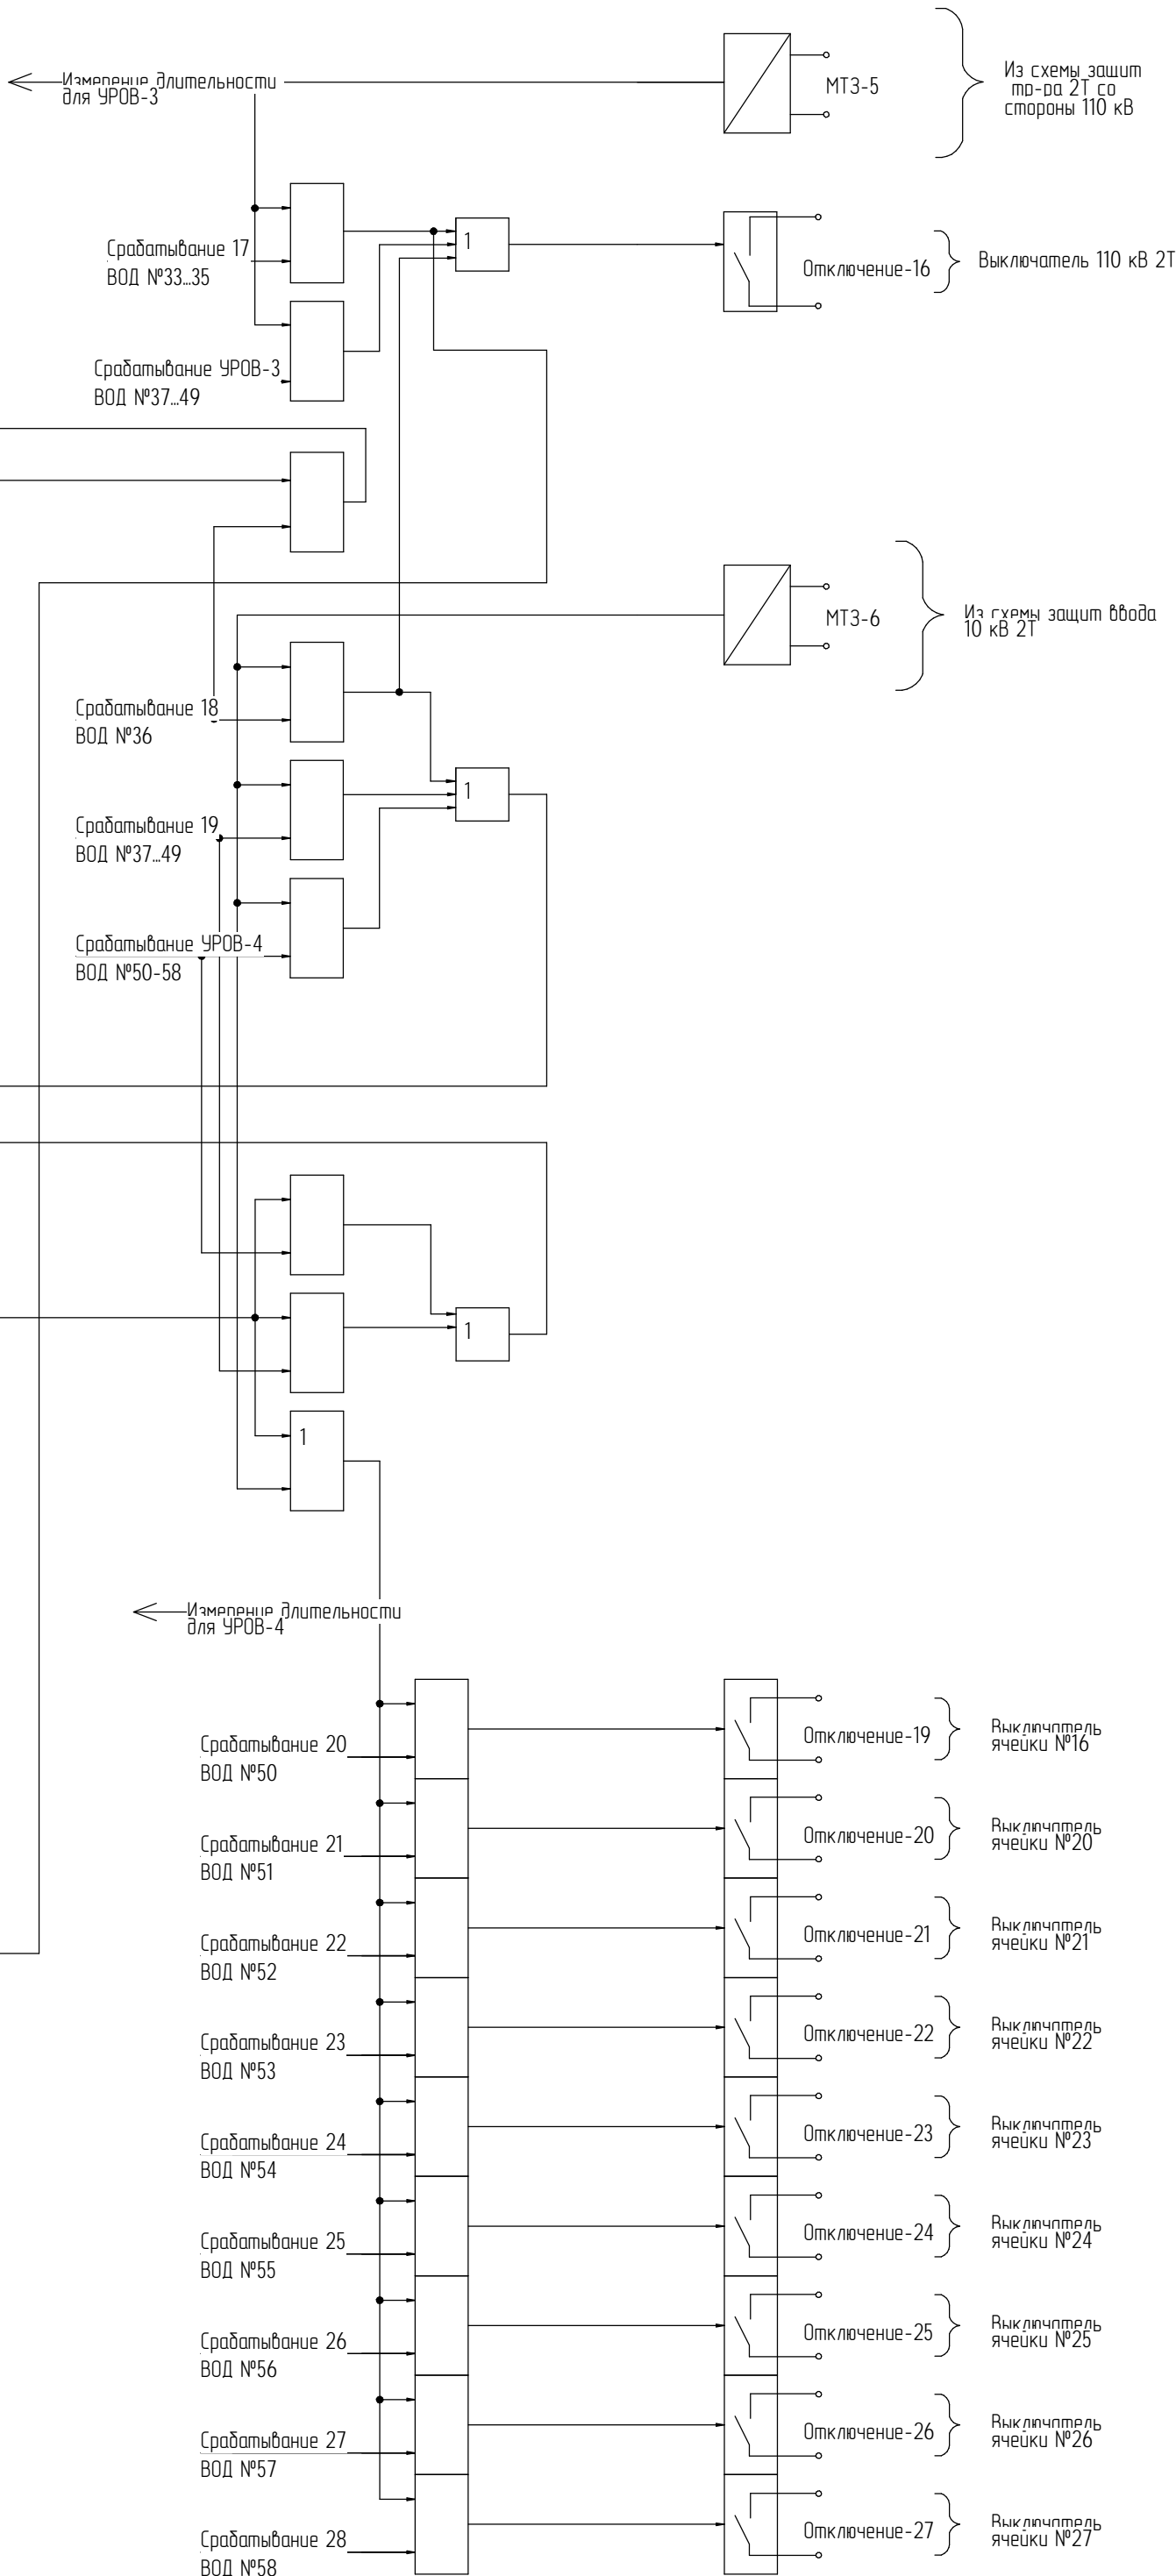 Измерение длительности
для УРОВ-3
МТЗ-5
Из схемы защит
тр-ра 2Т со
стороны 110 кВ
Срабатывание 17
ВОД №33...35
1
Отключение-16
Выключатель 110 кВ 2Т
Срабатывание УРОВ-3
ВОД №37...49
МТЗ-6
Из схемы защит ввода
10 кВ 2Т
Срабатывание 18
ВОД №36
1
Срабатывание 19
ВОД №37...49
Срабатывание УРОВ-4
ВОД №50-58
1
1
Измерение длительности
для УРОВ-4
Срабатывание 20
ВОД №50
Отключение-19
Выключатель
ячейки №16
Срабатывание 21
ВОД №51
Отключение-20
Выключатель
ячейки №20
Срабатывание 22
ВОД №52
Отключение-21
Выключатель
ячейки №21
Срабатывание 23
ВОД №53
Отключение-22
Выключатель
ячейки №22
Срабатывание 24
ВОД №54
Отключение-23
Выключатель
ячейки №23
Срабатывание 25
ВОД №55
Отключение-24
Выключатель
ячейки №24
Срабатывание 26
ВОД №56
Отключение-25
Выключатель
ячейки №25
Срабатывание 27
ВОД №57
Отключение-26
Выключатель
ячейки №26
Срабатывание 28
ВОД №58
Отключение-27
Выключатель
ячейки №27